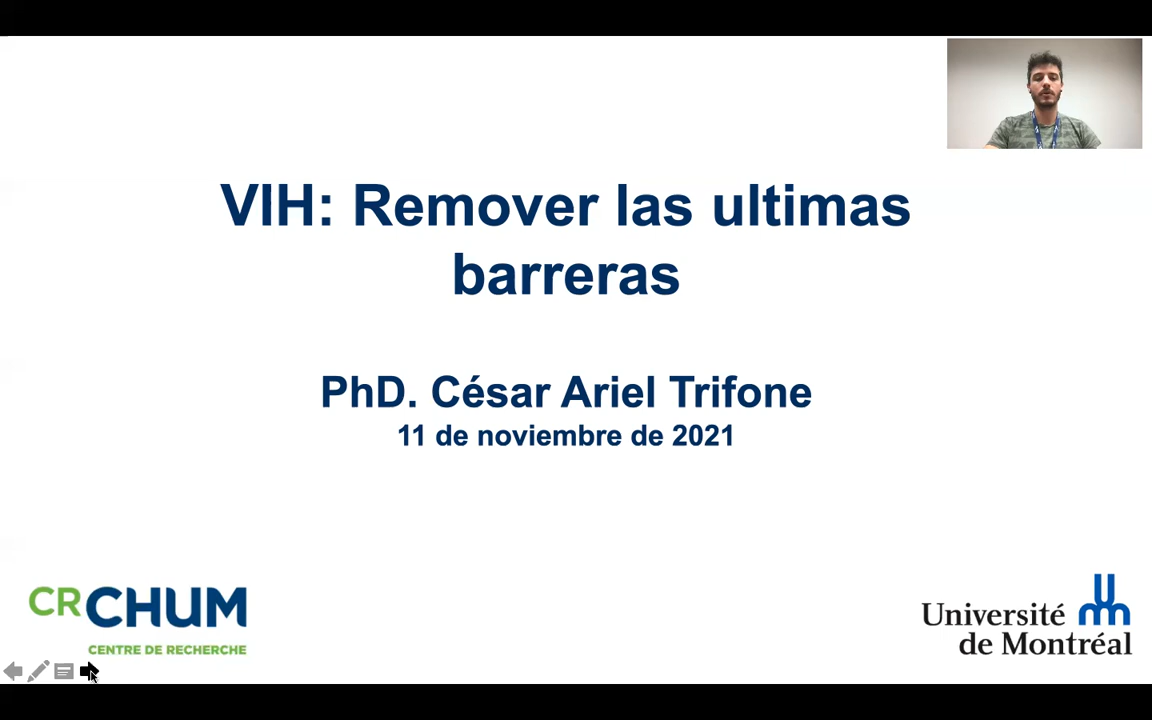 VIH: Remover las ultimas
barreras
PhD. César Ariel Trifone
11 de noviembre de 2021
CRCHUM
CENTRE DE RECHERCHE
Université
de Montréal